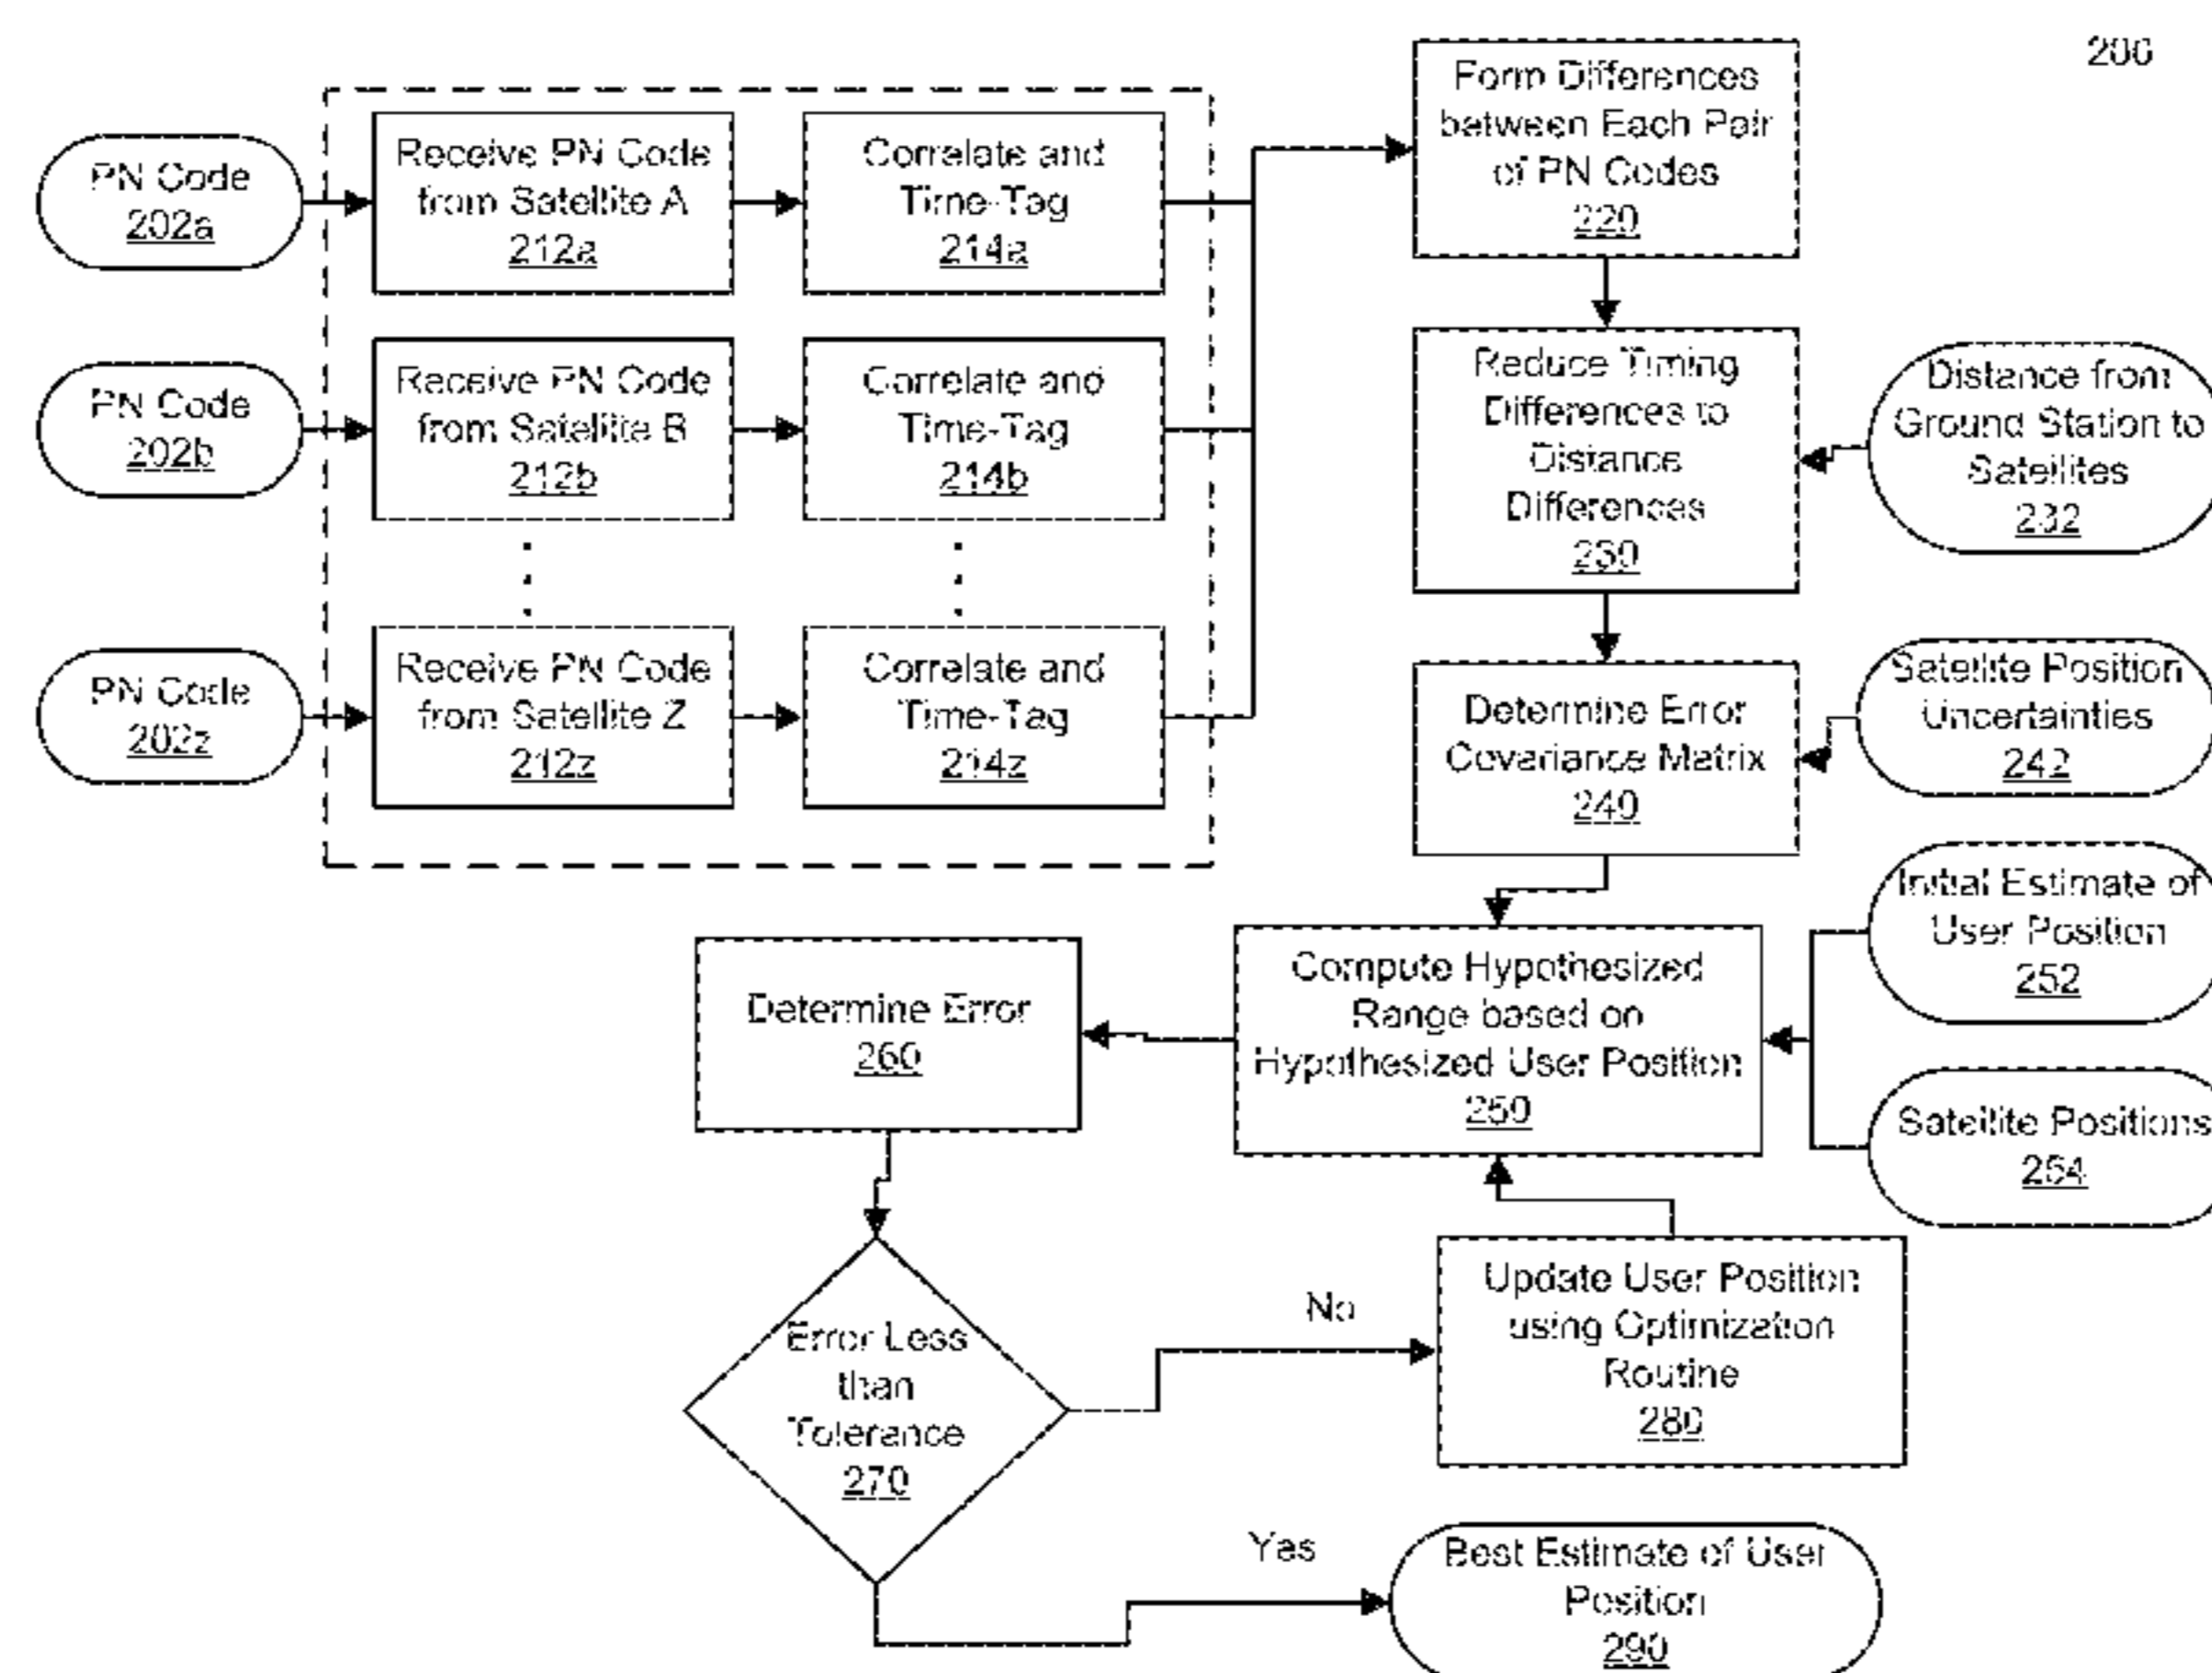 200
PN Code
202a
Receive PN Code
from Satellite A
212a
Correlate and
Time-Tag
214a
PN Code
202b
Receive PN Code
from Satellite B
212b
Correlate and
Time-Tag
214b
PN Code
202z
Receive PN Code
from Satellite Z
212z
Correlate and
Time-Tag
214z
Form Differences
between Each Pair
of PN Codes
220
Reduce Timing
Differences to
Distance
Differences
230
Distance from
Ground Station to
Satellites
232
Determine Error
Covariance Matrix
240
Satellite Position
Uncertainties
242
Compute Hypothesized
Range based on
Hypothesized User Position
250
Initial Estimate of
User Position
252
Satellite Positions
254
Determine Error
260
Error Less
than
Tolerance
270
No
Update User Position
using Optimization
Routine
280
Yes
Best Estimate of User
Position
290